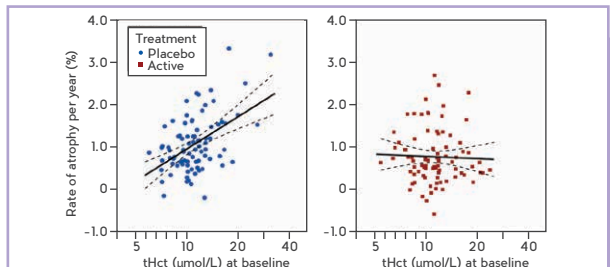 Treatment
Placebo
Active
Rate of atrophy per year (%)
4.0
3.0
2.0
1.0
0
-1.0
5 10 20 40
tHct (umol/L) at baseline
4.0
3.0
2.0
1.0
0
-1.0
5 10 20 40
tHct (umol/L) at baseline